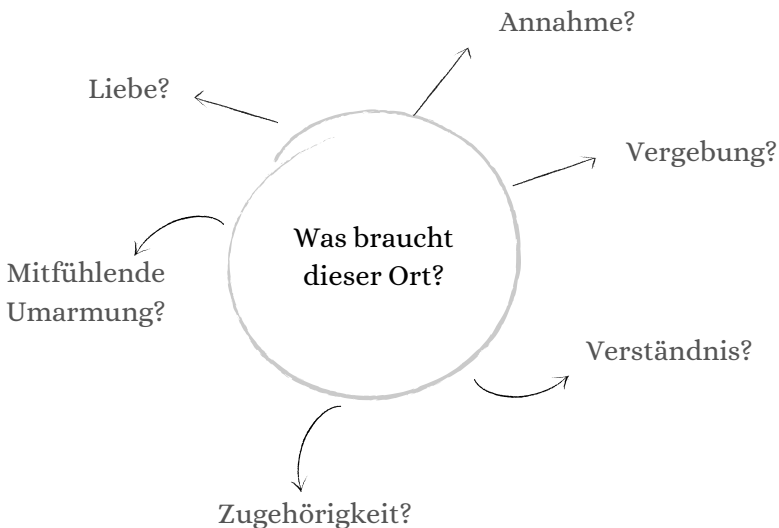 Annahme?
Liebe?
Vergebung?
Was braucht
dieser Ort?
Mitfühlende
Umarmung?
Verständnis?
Zugehörigkeit?